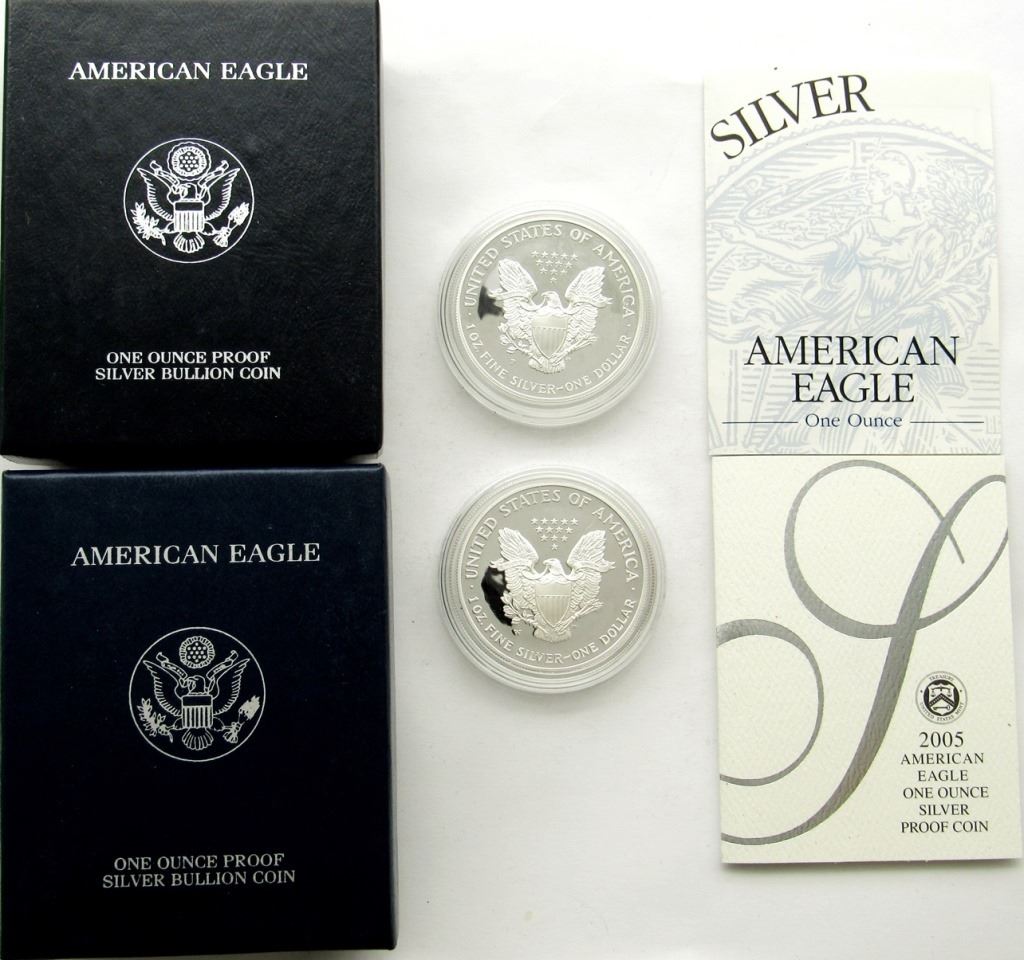 AMERICAN EAGLE
ONE OUNCE PROOF
SILVER BULLION COIN
UNITED STATES OF AMERICA
1 OZ. FINE SILVER~ONE DOLLAR
SILVER
AMERICAN
EAGLE
One Ounce
AMERICAN EAGLE
ONE OUNCE PROOF
SILVER BULLION COIN
UNITED STATES OF AMERICA
1 OZ. FINE SILVER~ONE DOLLAR
S
2005
AMERICAN
EAGLE
ONE OUNCE
SILVER
PROOF COIN